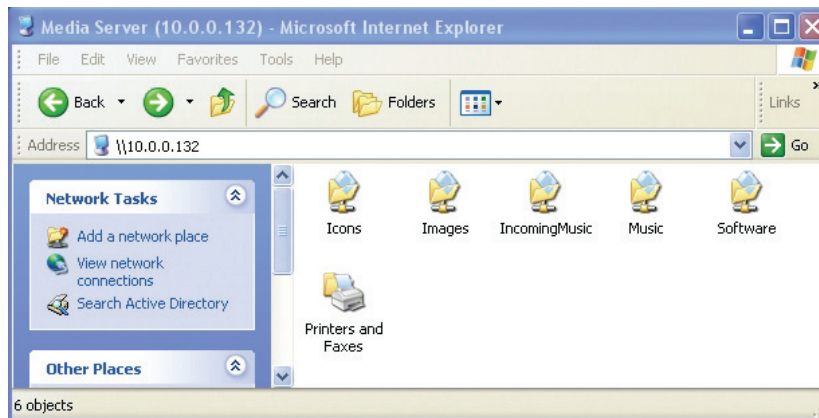 Media Server (10.0.0.132) - Microsoft Internet Explorer
File Edit View Favorites Tools Help
Back Search Folders Links
Address \\10.0.0.132 Go
Network Tasks
Add a network place
View network
connections
Search Active Directory
Other Places
Icons Images IncomingMusic Music Software
Printers and
Faxes
6 objects